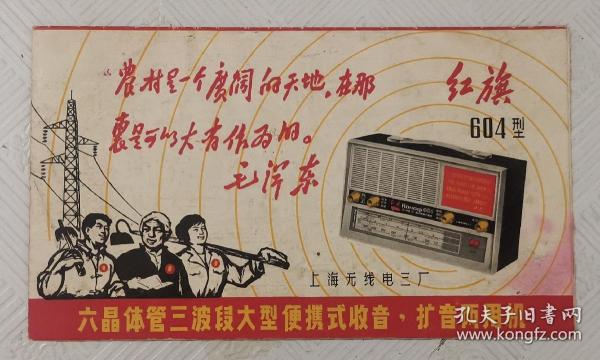 “农村是一个广阔的天地，在那
里是可以大有作为的。
毛泽东
红旗
604型
上海无线电三厂
六晶体管三波段大型便携式收音，扩音两用机
孔夫子旧书网
www.kongfz.com